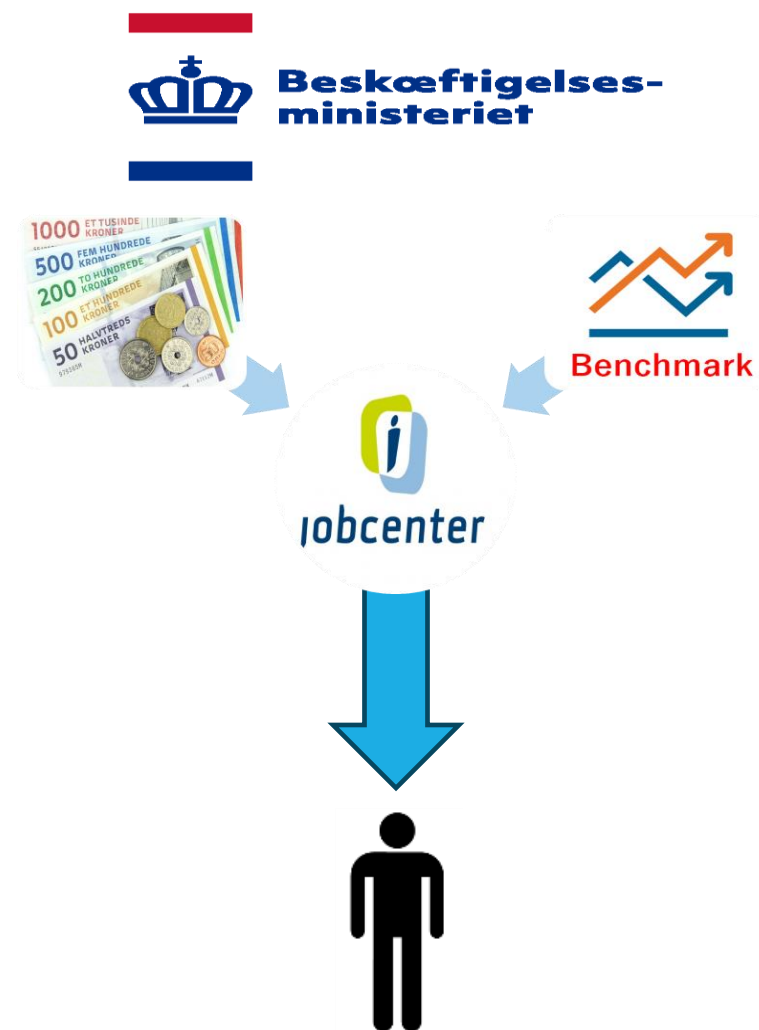 Beskæftigelses-
ministeriet
1000 ET TUSINDE
KRONER
500 FEM HUNDREDE
KRONER
200 TO HUNDREDE
KRONER
100 ET HUNDREDE
KRONER
50 HALVTREDS
KRONER
Benchmark
jobcenter